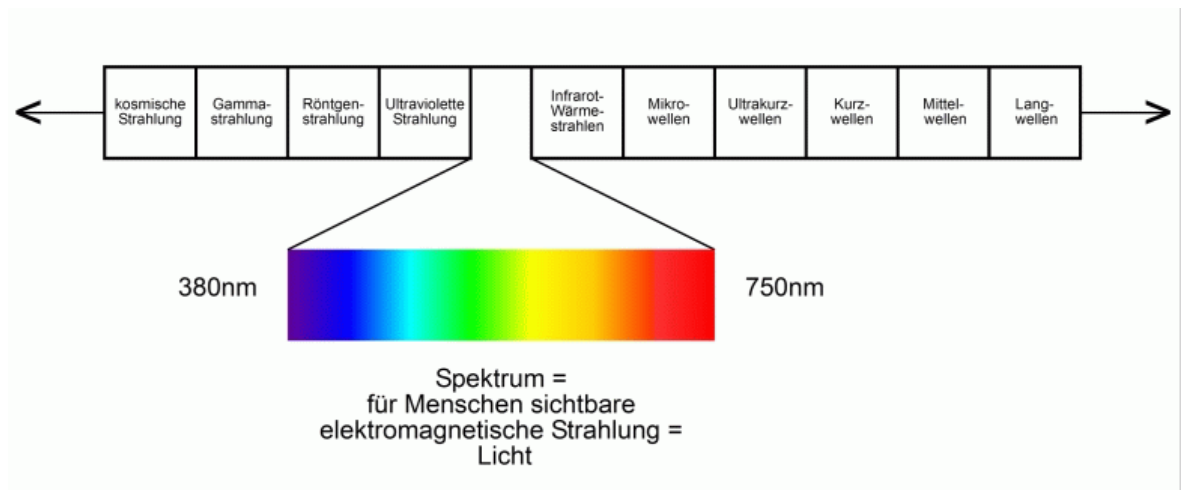 kosmische
Strahlung
Gamma-
strahlung
Röntgen-
strahlung
Ultraviolette
Strahlung
Infrarot-
Wärme-
strahlen
Mikro-
wellen
Ultrakurz-
wellen
Kurz-
wellen
Mittel-
wellen
Lang-
wellen
380nm
750nm
Spektrum =
für Menschen sichtbare
elektromagnetische Strahlung =
Licht